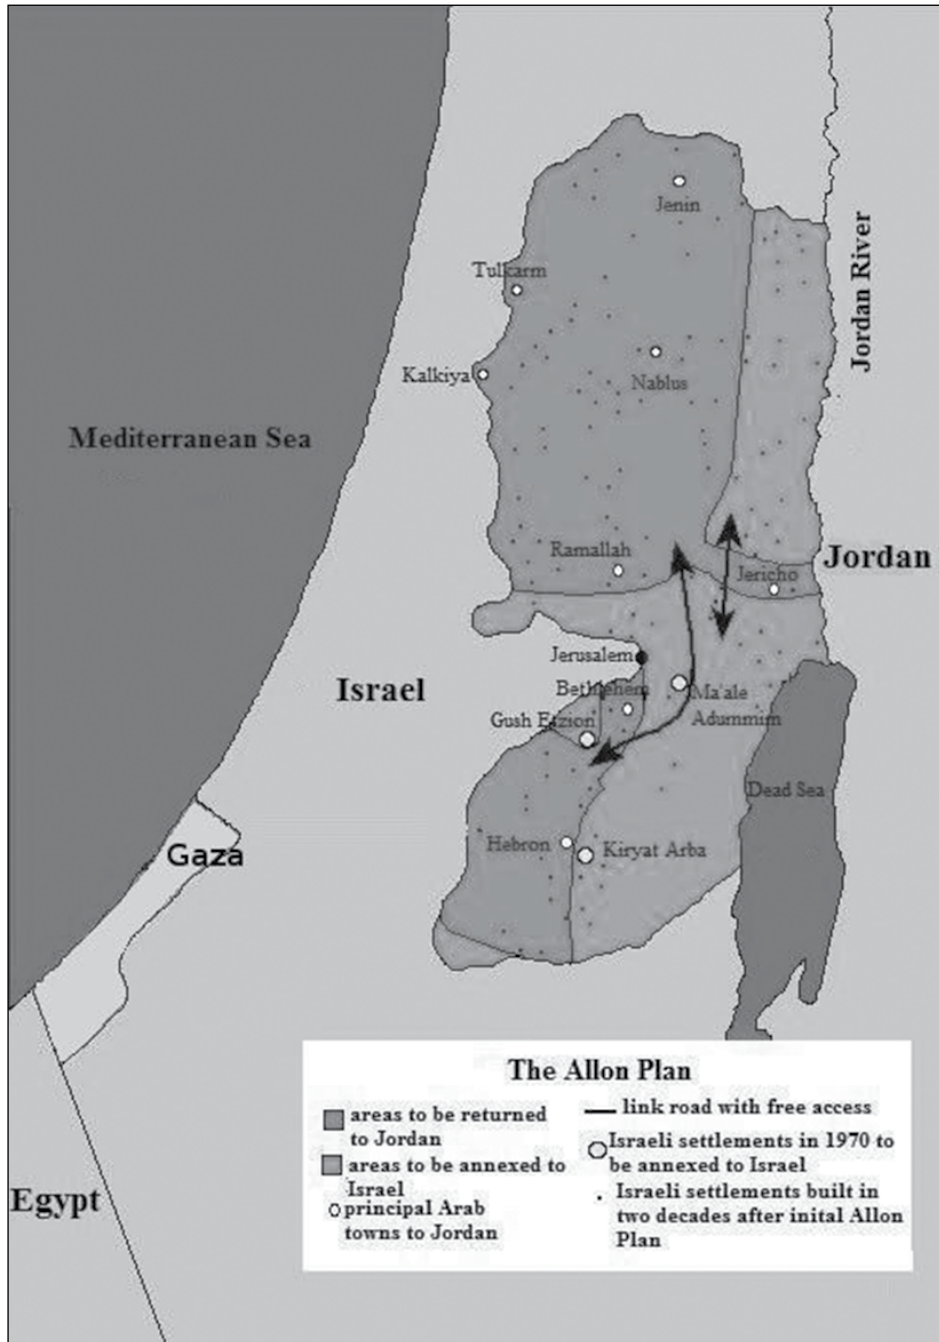 Jenin
Jordan River
Tulkarm
Kalkiya
Nablus
Mediterranean Sea
Ramallah
Jericho
Jordan
Jerusalem
Israel
Bethlehem
Ma'ale
Adummim
Gush Etzion
Dead Sea
Gaza
Hebron
Kiryat Arba
Egypt
The Allon Plan
areas to be returned
to Jordan
areas to be annexed to
Israel
principal Arab
towns to Jordan
link road with free access
Israeli settlements in 1970 to
be annexed to Israel
Israeli settlements built in
two decades after inital Allon
Plan